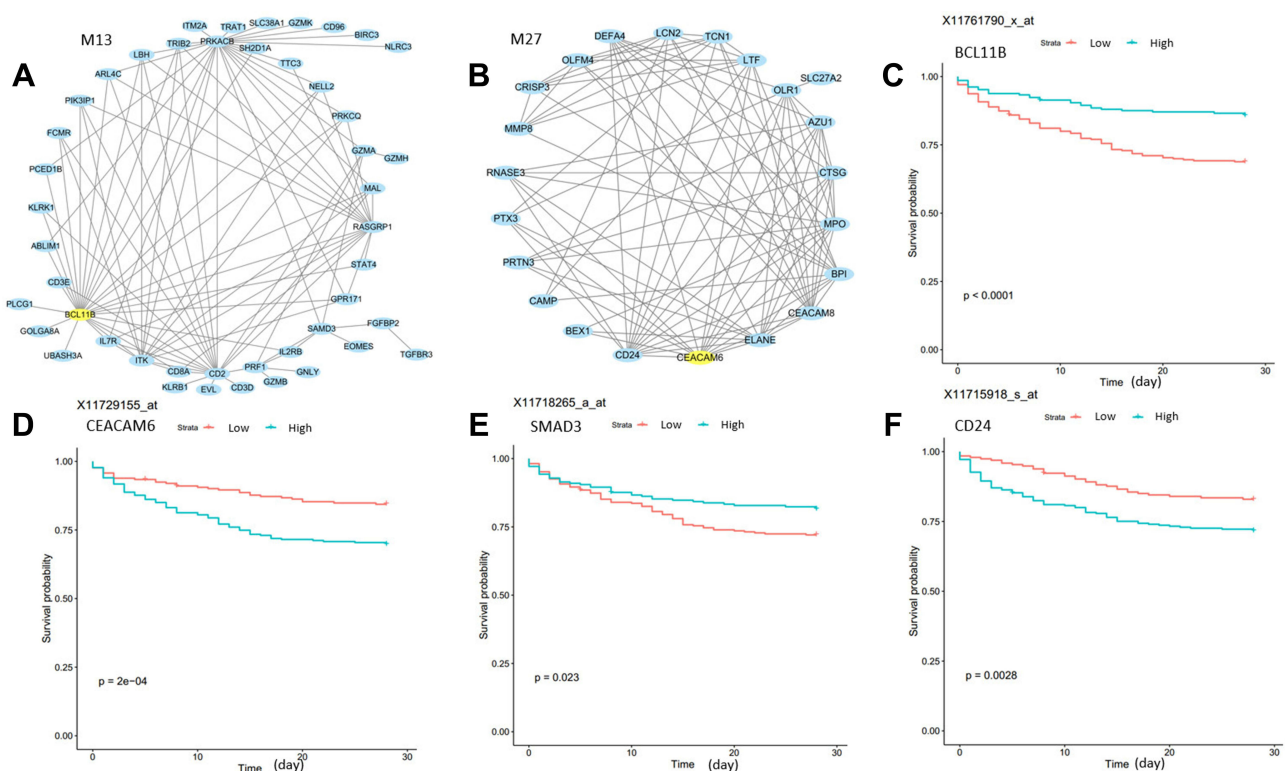 A
M13
ITM2A
TRAT1
SLC38A1
GZMK
CD96
BIRC3
NLRC3
TRIB2
PRKACB
SH2D1A
LBH
TTC3
ARL4C
NELL2
PIK3IP1
PRKCQ
FCMR
GZMA
GZMH
PCED1B
MAL
KLRK1
RASGRP1
ABLIM1
STAT4
CD3E
GPR171
PLCG1
BCL11B
GOLGA8A
SAMD3
FGFBP2
IL7R
UBASH3A
ITK
IL2RB
EOMES
TGFBR3
CD8A
CD2
PRF1
GNLY
KLRB1
EVL
CD3D
GZMB
B
M27
DEFA4
LCN2
TCN1
OLFM4
LTF
SLC27A2
CRISP3
OLR1
MMP8
AZU1
RNASE3
CTSG
PTX3
MPO
PRTN3
BPI
CAMP
CEACAM8
BEX1
ELANE
CD24
CEACAM6
C
X11761790_x_at
BCL11B
Strata Low High
1.00
0.75
0.50
0.25
0.00
Survival probability
p < 0.0001
0 10 20 30
Time (day)
D
X11729155_at
CEACAM6
Strata Low High
1.00
0.75
0.50
0.25
0.00
Survival probability
p = 2e−04
0 10 20 30
Time (day)
E
X11718265_a_at
SMAD3
Strata Low High
1.00
0.75
0.50
0.25
0.00
Survival probability
p = 0.023
0 10 20 30
Time (day)
F
X11715918_s_at
CD24
Strata Low High
1.00
0.75
0.50
0.25
0.00
Survival probability
p = 0.0028
0 10 20 30
Time (day)